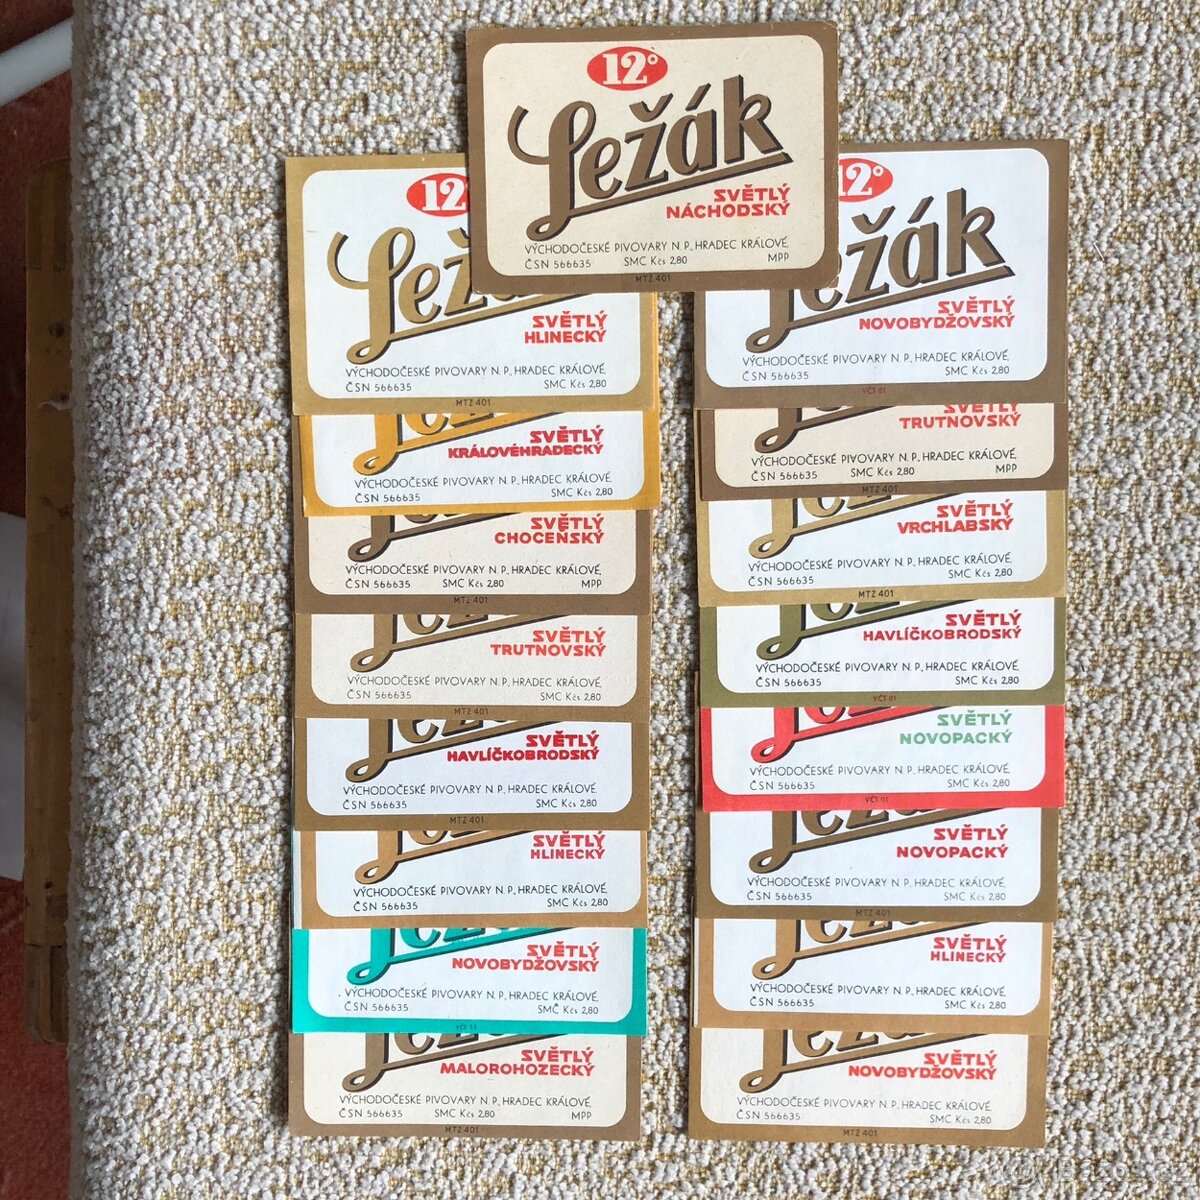 12°
Ležák
SVĚTLÝ
NÁCHODSKÝ
VÝCHODOČESKÉ PIVOVARY N. P., HRADEC KRÁLOVÉ,
ČSN 566635 SMC Kčs 2,80 MPP
MTZ 401
12
Lež
SVĚTLÝ
HLINECKÝ
VÝCHODOČESKÉ PIVOVARY N. P., HRADEC KRÁLOVÉ,
ČSN 566635 SMC Kčs 2,80
MTZ 401
SVĚTLÝ
KRÁLOVÉHRADECKÝ
VÝCHODOČESKÉ PIVOVARY N. P., HRADEC KRÁLOVÉ,
ČSN 566635 SMC Kčs 2,80
SVĚTLÝ
CHOCEŇSKÝ
VÝCHODOČESKÉ PIVOVARY N. P., HRADEC KRÁLOVÉ,
ČSN 566635 SMC Kčs 2,80 MPP
MTZ 401
SVĚTLÝ
TRUTNOVSKÝ
VÝCHODOČESKÉ PIVOVARY N. P., HRADEC KRÁLOVÉ,
ČSN 566635 SMC Kčs 2,80
MTZ 401
SVĚTLÝ
HAVLÍČKOBRODSKÝ
VÝCHODOČESKÉ PIVOVARY N. P., HRADEC KRÁLOVÉ,
ČSN 566635 SMC Kčs 2,80
MTZ 401
SVĚTLÝ
HLINECKÝ
VÝCHODOČESKÉ PIVOVARY N. P., HRADEC KRÁLOVÉ,
ČSN 566635 SMC Kčs 2,80
SVĚTLÝ
NOVOBYDŽOVSKÝ
VÝCHODOČESKÉ PIVOVARY N. P., HRADEC KRÁLOVÉ,
ČSN 566635 SMČ Kčs 2,80
SVĚTLÝ
MALOROHOZECKÝ
VÝCHODOČESKÉ PIVOVARY N. P., HRADEC KRÁLOVÉ,
ČSN 566635 SMC Kčs 2,80 MPP
MTZ 401
12°
Ležák
SVĚTLÝ
NOVOBYDŽOVSKÝ
VÝCHODOČESKÉ PIVOVARY N. P., HRADEC KRÁLOVÉ,
ČSN 566635 SMC Kčs 2,80
VČT 01
SVĚTLÝ
TRUTNOVSKÝ
VÝCHODOČESKÉ PIVOVARY N. P., HRADEC KRÁLOVÉ,
ČSN 566635 SMC Kčs 2,80 MPP
MTZ 401
SVĚTLÝ
VRCHLABSKÝ
VÝCHODOČESKÉ PIVOVARY N. P., HRADEC KRÁLOVÉ,
ČSN 566635 SMC Kčs 2,80
MTZ 401
SVĚTLÝ
HAVLÍČKOBRODSKÝ
VÝCHODOČESKÉ PIVOVARY N. P., HRADEC KRÁLOVÉ,
ČSN 566635 SMC Kčs 2,80
VČT 01
SVĚTLÝ
NOVOPACKÝ
VÝCHODOČESKÉ PIVOVARY N. P., HRADEC KRÁLOVÉ,
ČSN 566635 SMC Kčs 2,80
VČT 01
Ležák
SVĚTLÝ
NOVOPACKÝ
VÝCHODOČESKÉ PIVOVARY N. P., HRADEC KRÁLOVÉ,
ČSN 566635 SMC Kčs 2,80
MTZ 401
SVĚTLÝ
HLINECKÝ
VÝCHODOČESKÉ PIVOVARY N. P., HRADEC KRÁLOVÉ,
ČSN 566635 SMC Kčs 2,80
SVĚTLÝ
NOVOBYDŽOVSKÝ
VÝCHODOČESKÉ PIVOVARY N. P., HRADEC KRÁLOVÉ,
ČSN 566635 SMC Kčs 2,80
MTZ 401